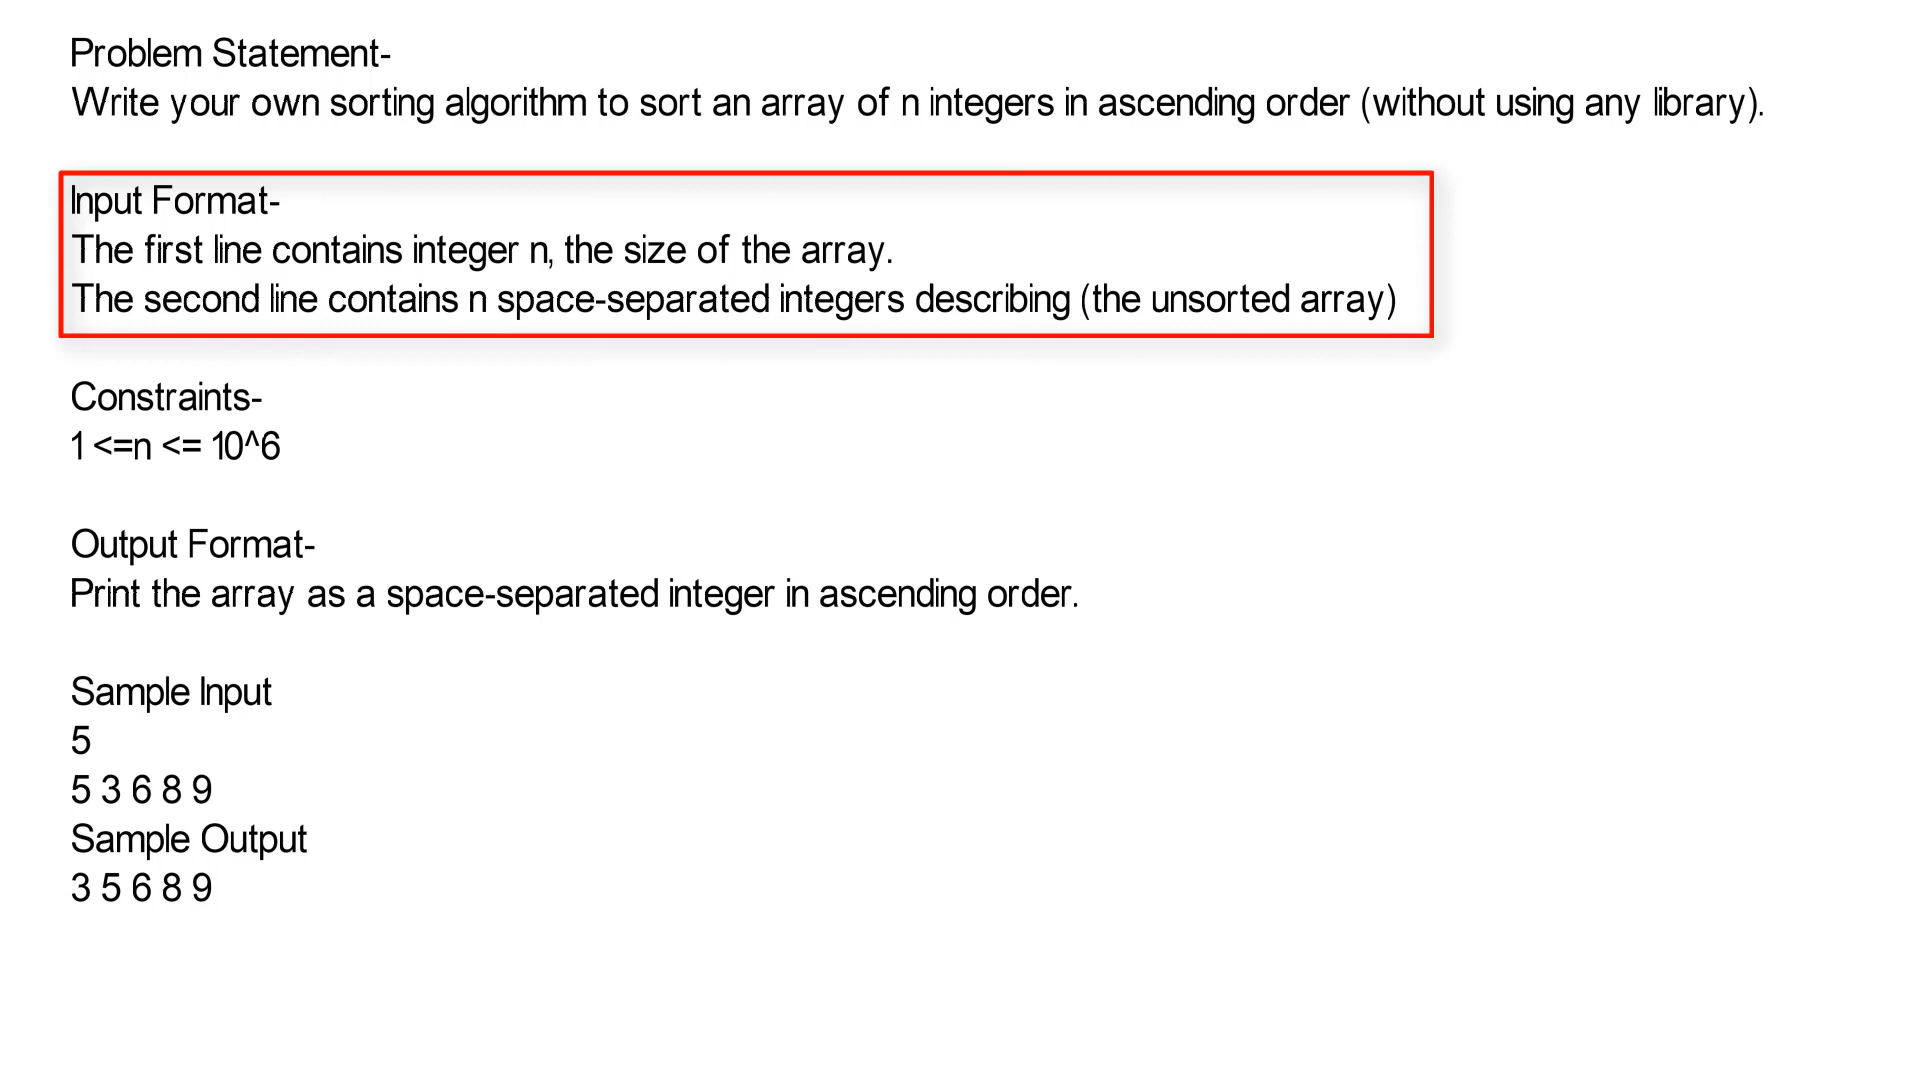 Problem Statement-
Write your own sorting algorithm to sort an array of n integers in ascending order (without using any library).
Input Format-
The first line contains integer n, the size of the array.
The second line contains n space-separated integers describing (the unsorted array)
Constraints-
1 <=n <= 10^6
Output Format-
Print the array as a space-separated integer in ascending order.
Sample Input
5
5 3 6 8 9
Sample Output
3 5 6 8 9